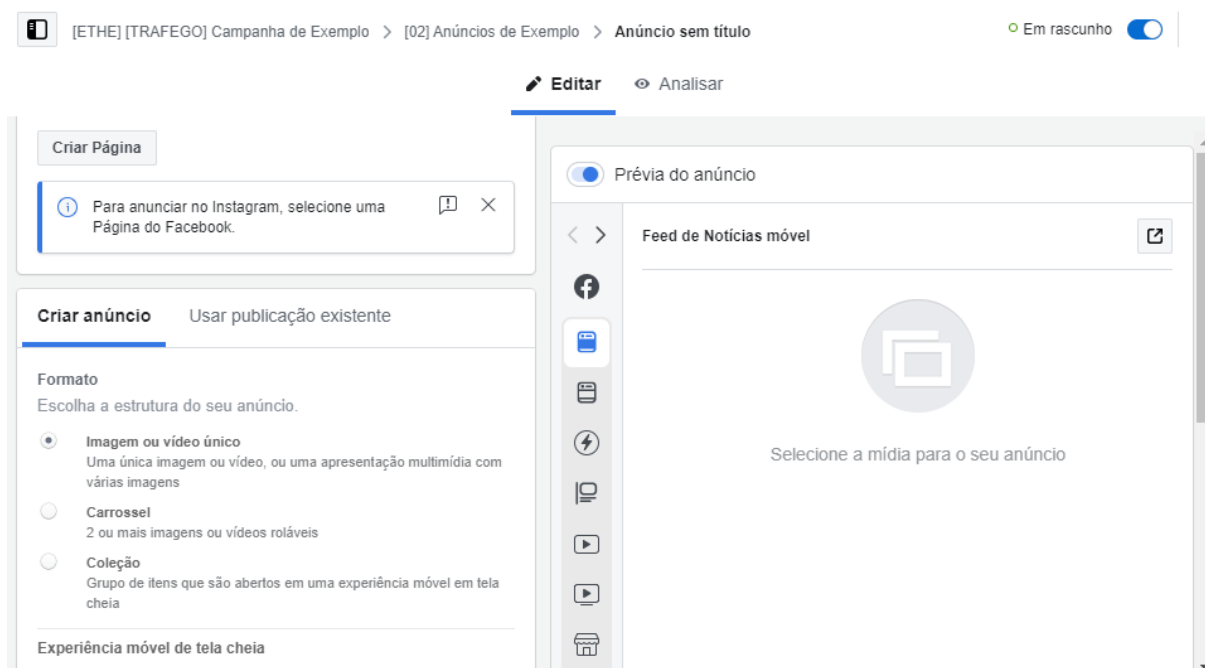 [ETHE] [TRAFEGO] Campanha de Exemplo > [02] Anúncios de Exemplo > Anúncio sem título
Em rascunho
Editar
Analisar
Criar Página
Para anunciar no Instagram, selecione uma
Página do Facebook.
Criar anúncio
Usar publicação existente
Formato
Escolha a estrutura do seu anúncio.
Imagem ou vídeo único
Uma única imagem ou vídeo, ou uma apresentação multimídia com
várias imagens
Carrossel
2 ou mais imagens ou vídeos roláveis
Coleção
Grupo de itens que são abertos em uma experiência móvel em tela
cheia
Experiência móvel de tela cheia
Prévia do anúncio
Feed de Notícias móvel
Selecione a mídia para o seu anúncio